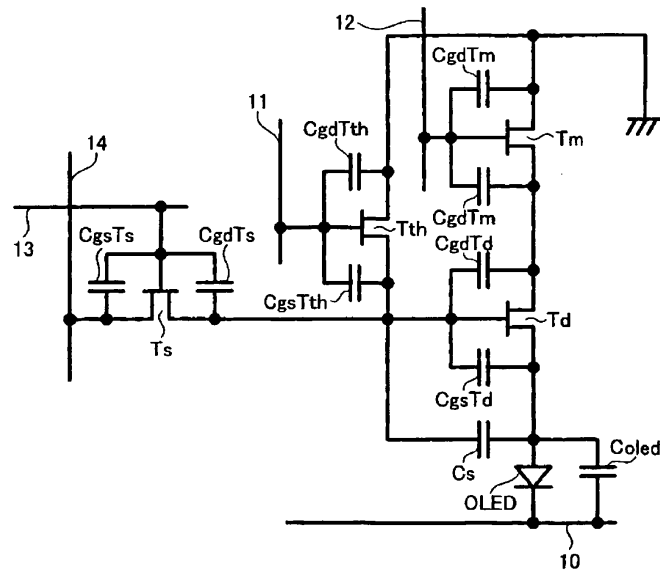 12
CgdTm
11
CgdTth
Tm
14
CgdTm
13
CgsTs
CgdTs
Tth
CgdTd
CgsTth
Td
Ts
CgsTd
Cs
Coled
OLED
10